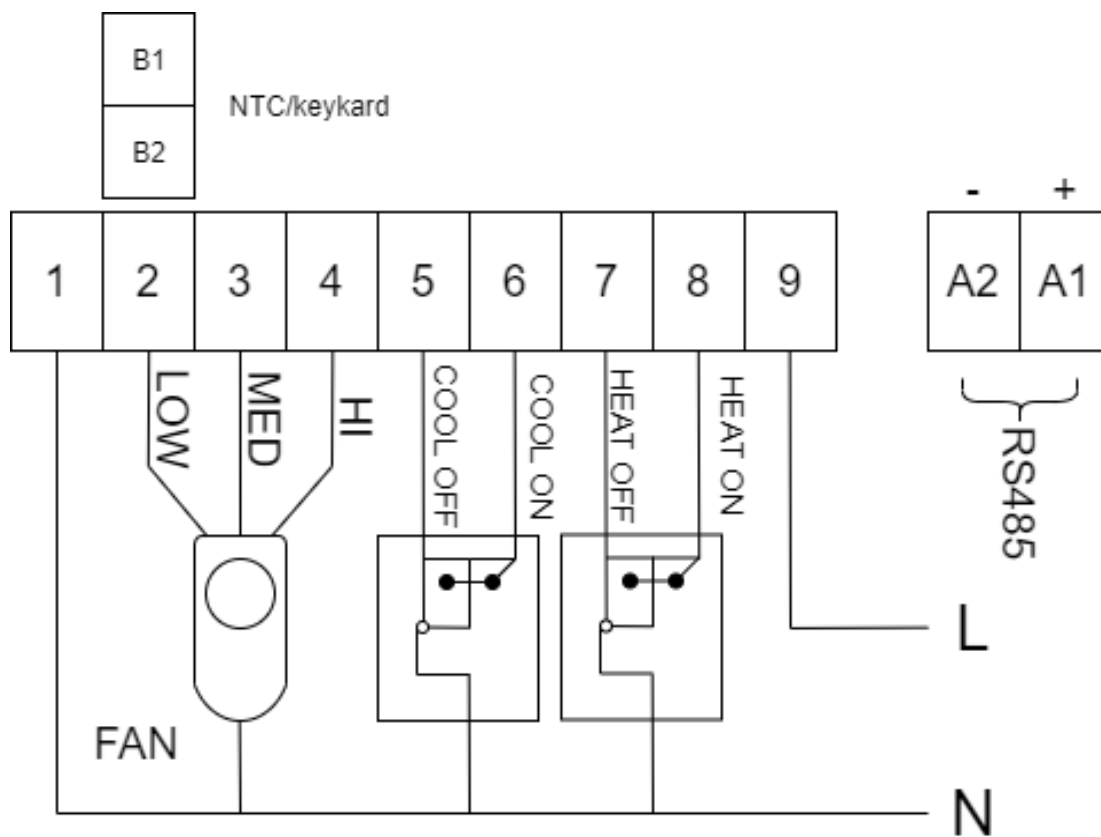 B1
NTC/keykard
B2
- +
1 2 3 4 5 6 7 8 9 A2 A1
LOW
MED
HI
COOL OFF
COOL ON
HEAT OFF
HEAT ON
RS485
L
FAN
N